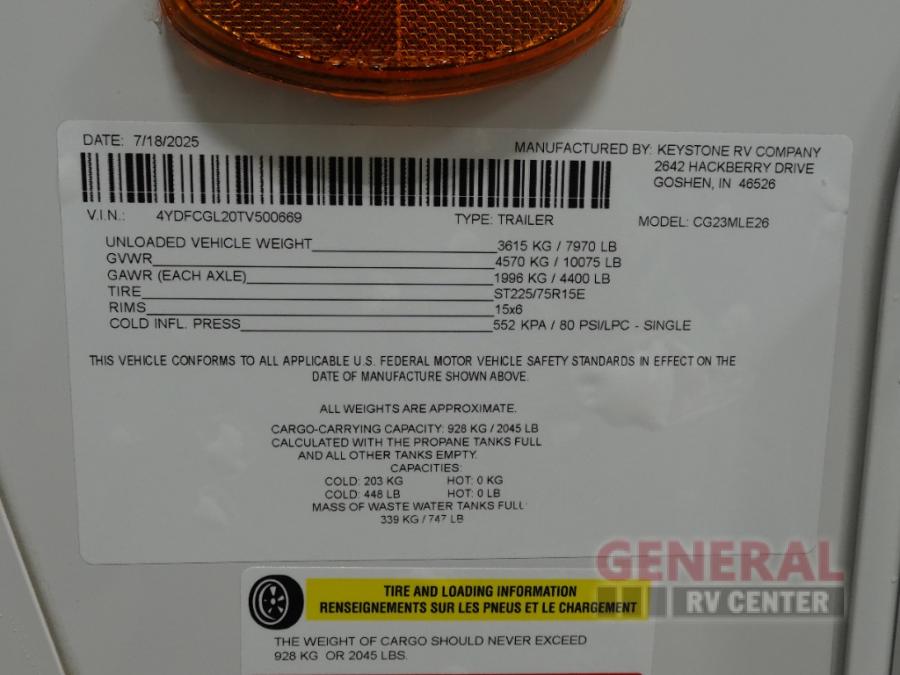 DATE: 7/18/2025
MANUFACTURED BY: KEYSTONE RV COMPANY
2642 HACKBERRY DRIVE
GOSHEN, IN 46526
V.I.N.: 4YDFCGL20TV500669 TYPE: TRAILER MODEL: CG23MLE26
UNLOADED VEHICLE WEIGHT 3615 KG / 7970 LB
GVWR 4570 KG / 10075 LB
GAWR (EACH AXLE) 1996 KG / 4400 LB
TIRE ST225/75R15E
RIMS 15x6
COLD INFL. PRESS 552 KPA / 80 PSI/LPC - SINGLE
THIS VEHICLE CONFORMS TO ALL APPLICABLE U.S. FEDERAL MOTOR VEHICLE SAFETY STANDARDS IN EFFECT ON THE
DATE OF MANUFACTURE SHOWN ABOVE.
ALL WEIGHTS ARE APPROXIMATE.
CARGO-CARRYING CAPACITY: 928 KG / 2045 LB
CALCULATED WITH THE PROPANE TANKS FULL
AND ALL OTHER TANKS EMPTY.
CAPACITIES:
COLD: 203 KG HOT: 0 KG
COLD: 448 LB HOT: 0 LB
MASS OF WASTE WATER TANKS FULL:
339 KG / 747 LB
GENERAL
RV CENTER
TIRE AND LOADING INFORMATION
RENSEIGNEMENTS SUR LES PNEUS ET LE CHARGEMENT
THE WEIGHT OF CARGO SHOULD NEVER EXCEED
928 KG OR 2045 LBS.